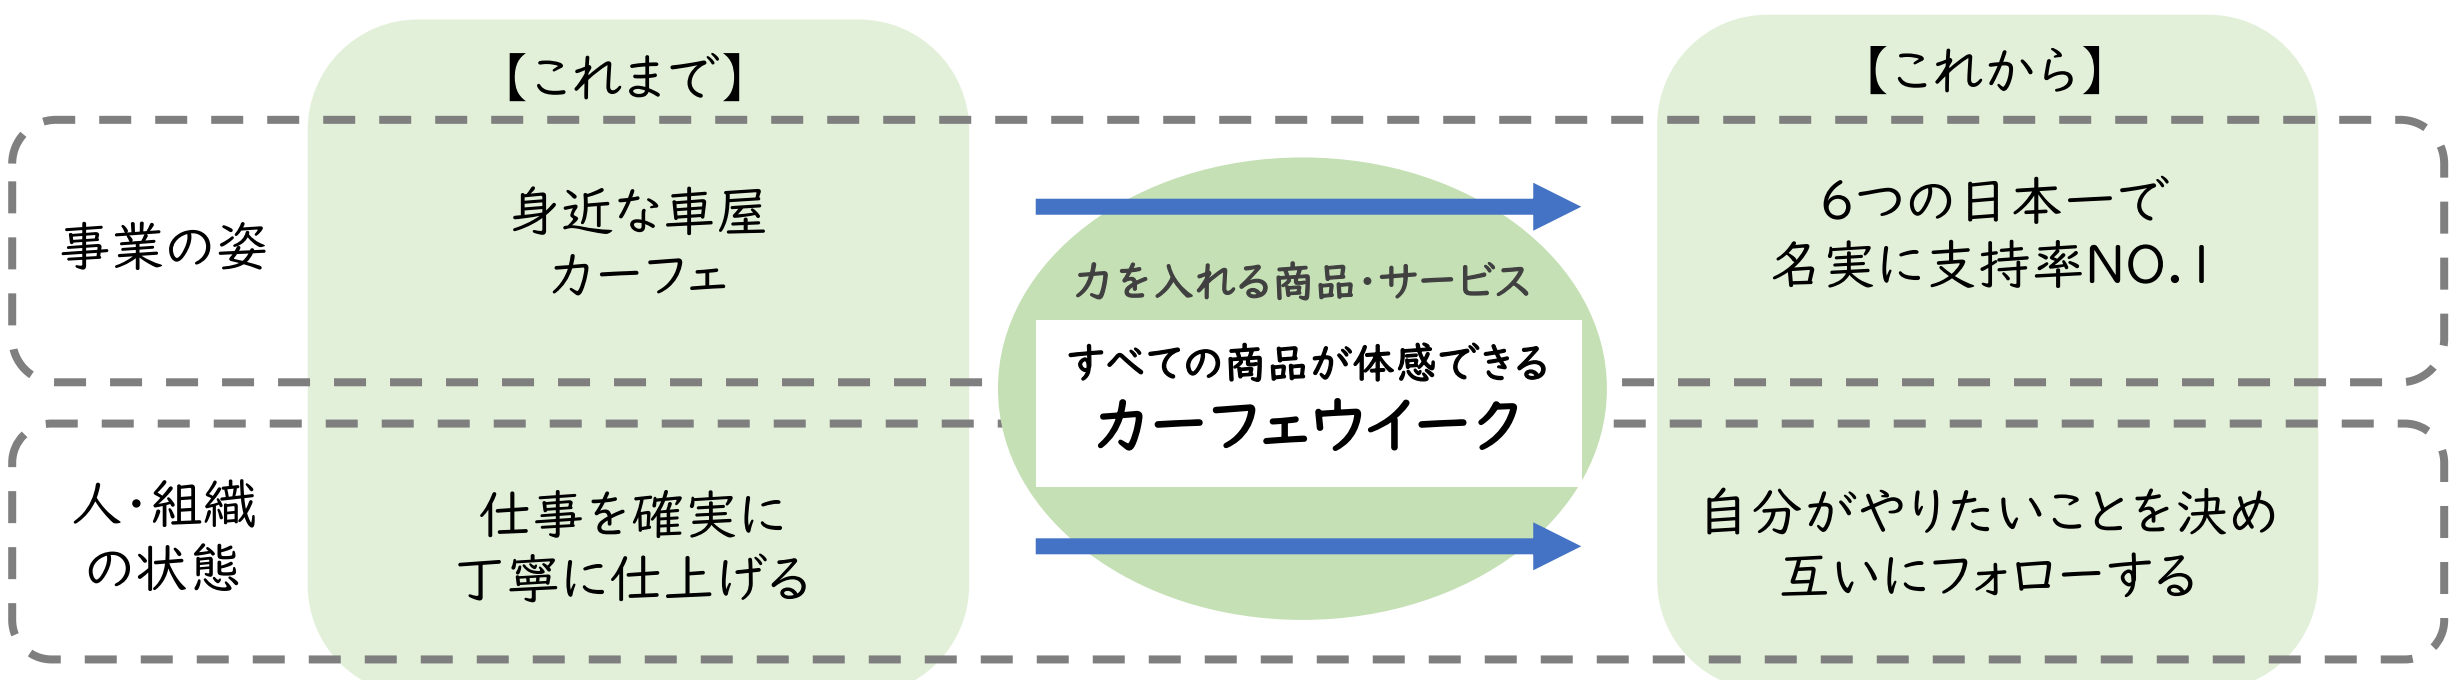 【これまで】
【これから】
事業の姿
身近な車屋
カーフェ
6つの日本一で
名実に支持率NO.1
力を入れる商品・サービス
すべての商品が体感できる
カーフェウイーク
人・組織
の状態
仕事を確実に
丁寧に仕上げる
自分がやりたいことを決め
互いにフォローする